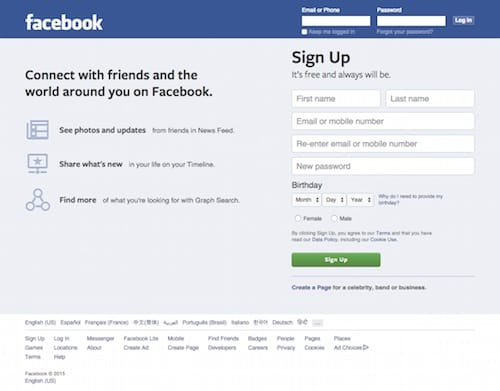 facebook
Email or Phone
Password
Log In
Keep me logged in
Forgot your password?
Connect with friends and the
world around you on Facebook.
See photos and updates from friends in News Feed.
Share what's new in your life on your Timeline.
Find more of what you're looking for with Graph Search.
Sign Up
It's free and always will be.
First name
Last name
Email or mobile number
Re-enter email or mobile number
New password
Birthday
Month Day Year
Why do I need to provide my
birthday?
Female Male
By clicking Sign Up, you agree to our Terms and that you have
read our Data Policy, including our Cookie Use.
Sign Up
Create a Page for a celebrity, band or business.
English (US) Español Français (France) 中文(繁体) العربية Português (Brasil) Italiano 한국어 Deutsch हिन्दी ...
Sign Up Log In Messenger Facebook Lite Mobile Find Friends Badges People Pages Places
Games Locations About Create Ad Create Page Developers Careers Privacy Cookies Ad Choices
Terms Help
Facebook © 2015
English (US)